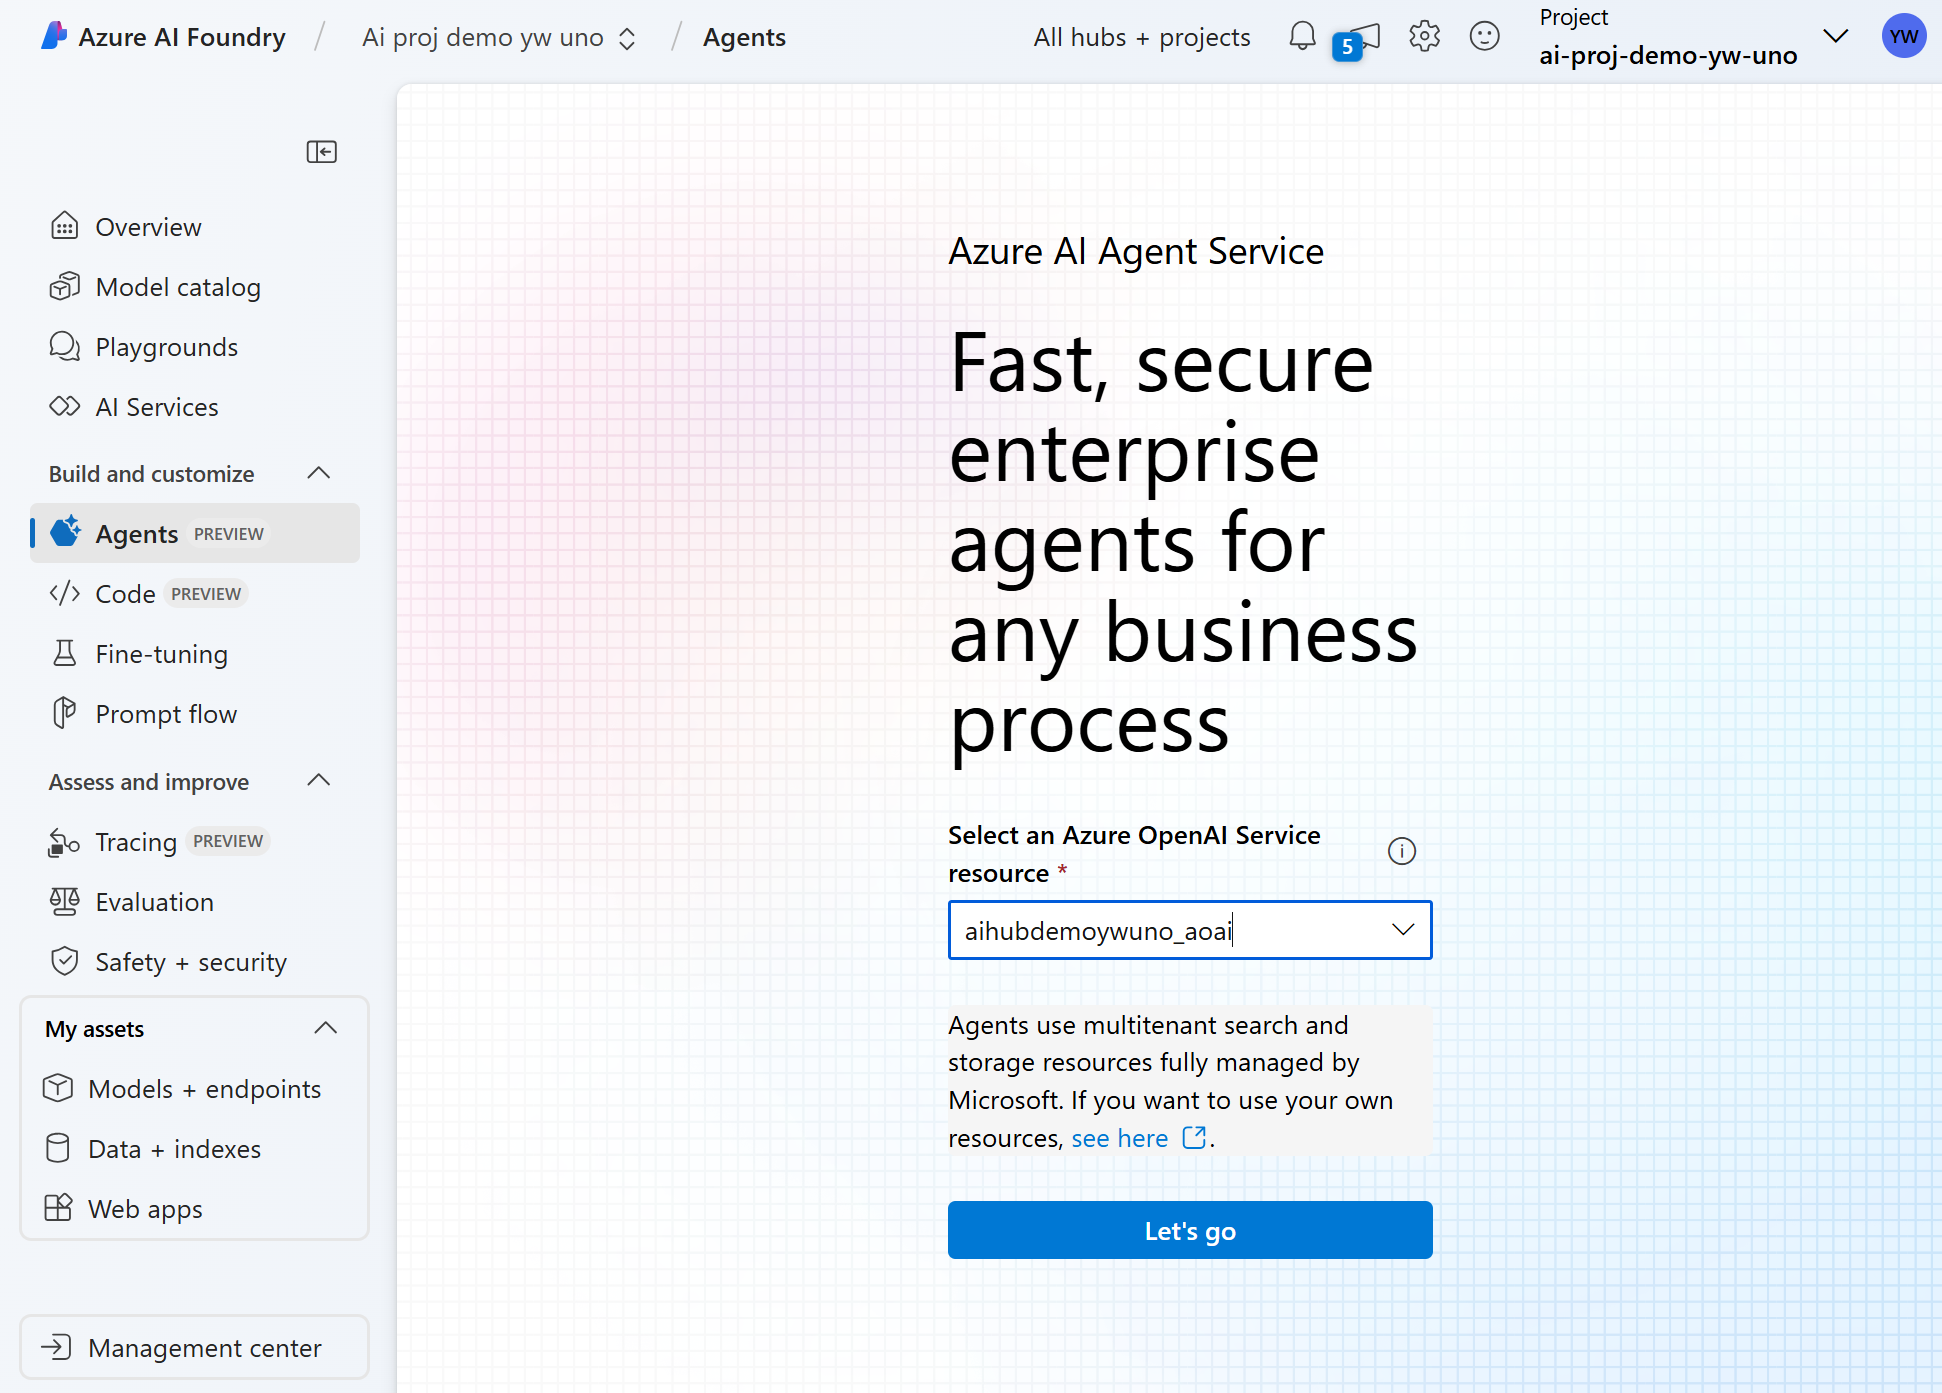 Azure AI Foundry / Ai proj demo yw uno / Agents
All hubs + projects
5
Project
ai-proj-demo-yw-uno
YW
Overview
Model catalog
Playgrounds
AI Services
Build and customize
Agents PREVIEW
Code PREVIEW
Fine-tuning
Prompt flow
Assess and improve
Tracing PREVIEW
Evaluation
Safety + security
My assets
Models + endpoints
Data + indexes
Web apps
Management center
Azure AI Agent Service
Fast, secure
enterprise
agents for
any business
process
Select an Azure OpenAI Service
resource *
aihubdemoywuno_aoai
Agents use multitenant search and
storage resources fully managed by
Microsoft. If you want to use your own
resources, see here .
Let's go